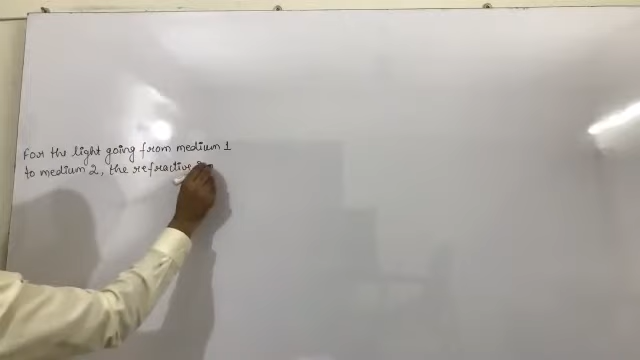 For the light going from medium 1
to medium 2, the refractive